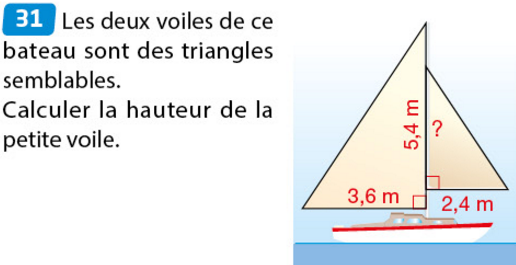 31 Les deux voiles de ce
bateau sont des triangles
semblables.
Calculer la hauteur de la
petite voile.
5,4 m
?
3,6 m
2,4 m